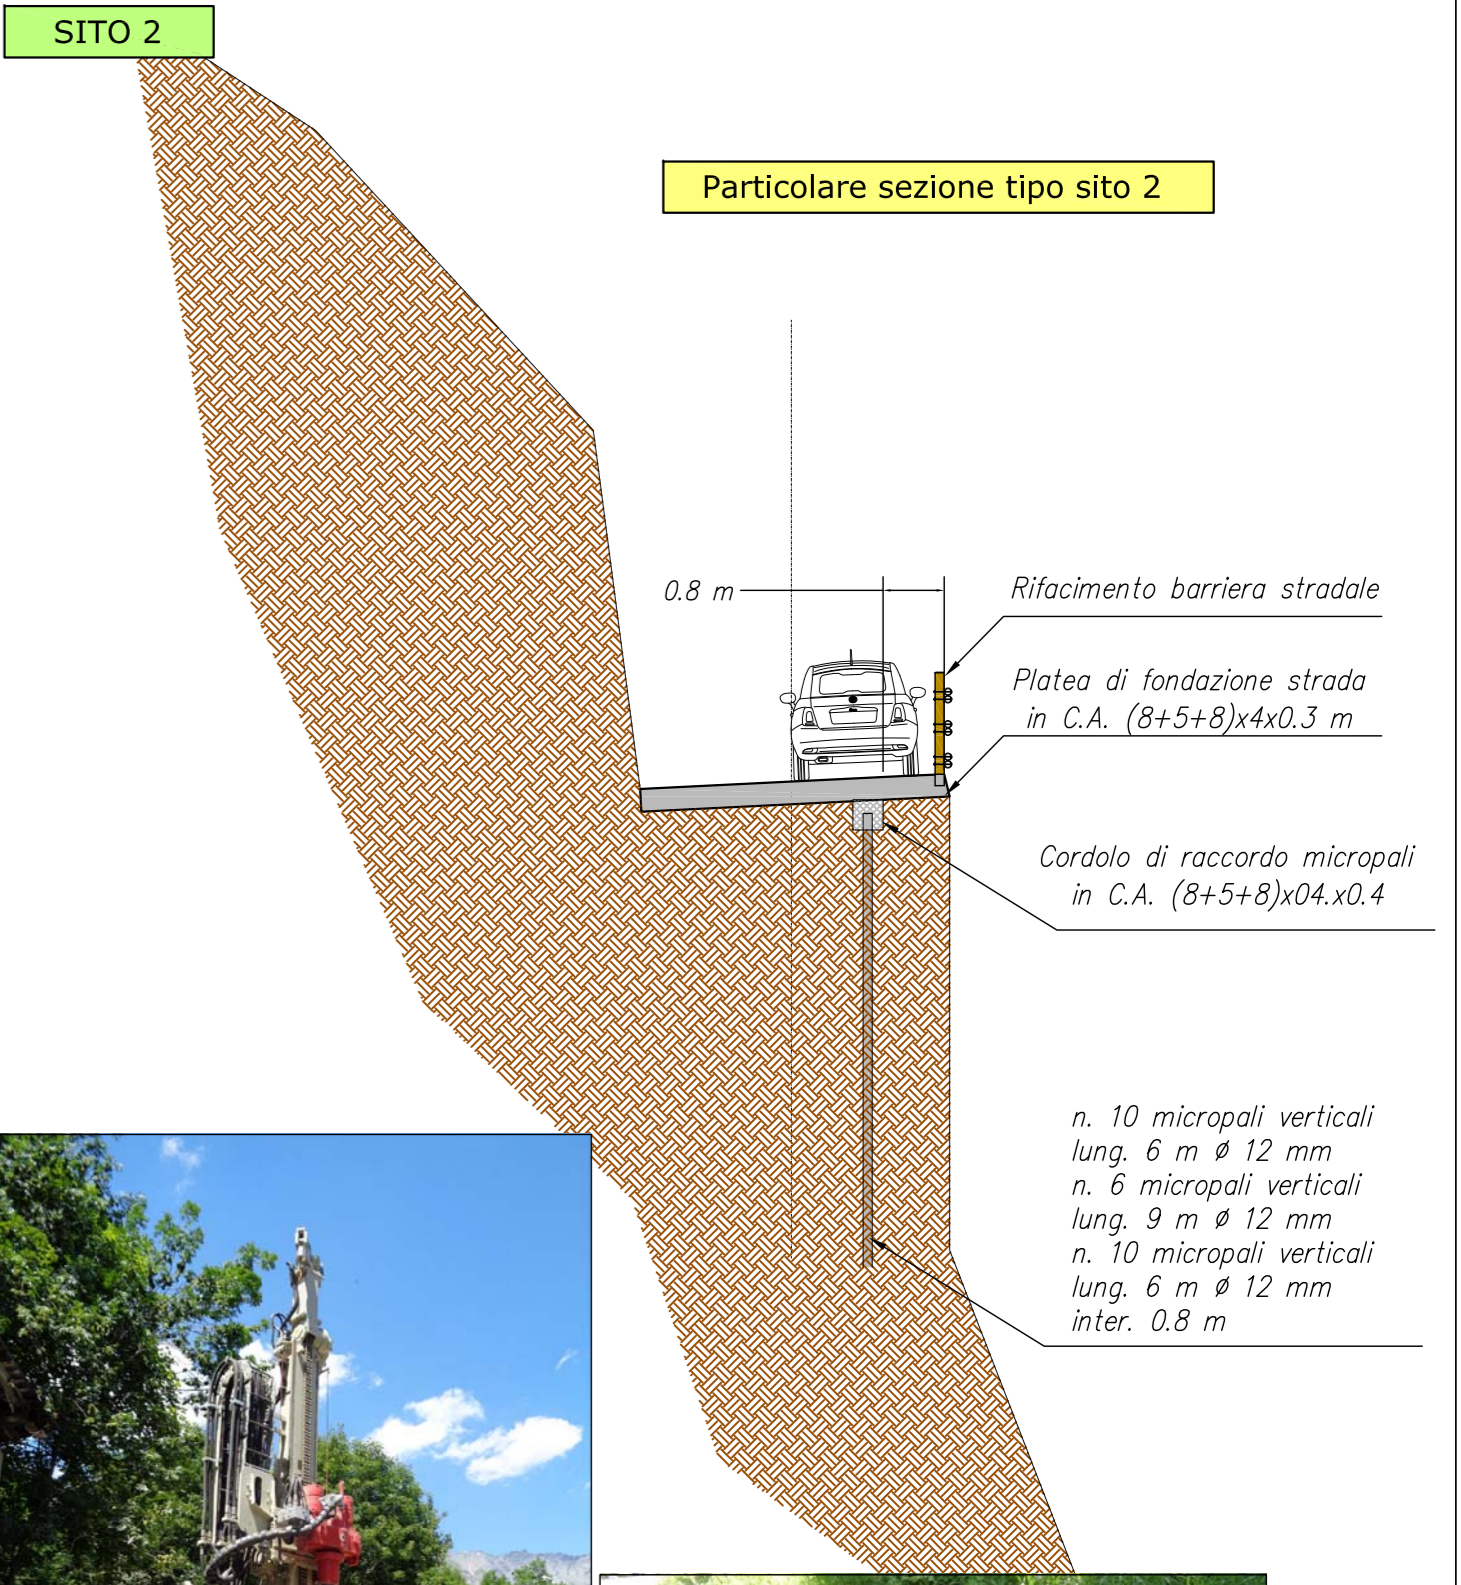 SITO 2
Particolare sezione tipo sito 2
0.8 m
Rifacimento barriera stradale
Platea di fondazione strada
in C.A. (8+5+8)x4x0.3 m
Cordolo di raccordo micropali
in C.A. (8+5+8)x04.x0.4
n. 10 micropali verticali
lung. 6 m ø 12 mm
n. 6 micropali verticali
lung. 9 m ø 12 mm
n. 10 micropali verticali
lung. 6 m ø 12 mm
inter. 0.8 m